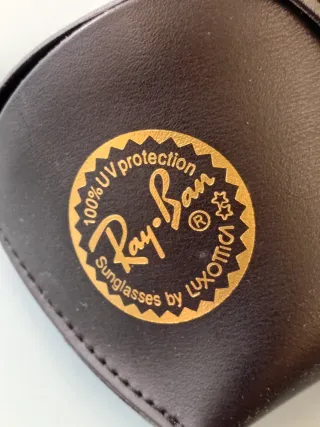 100% UV protection
Ray-Ban ®
Sunglasses by LUXOTTICA